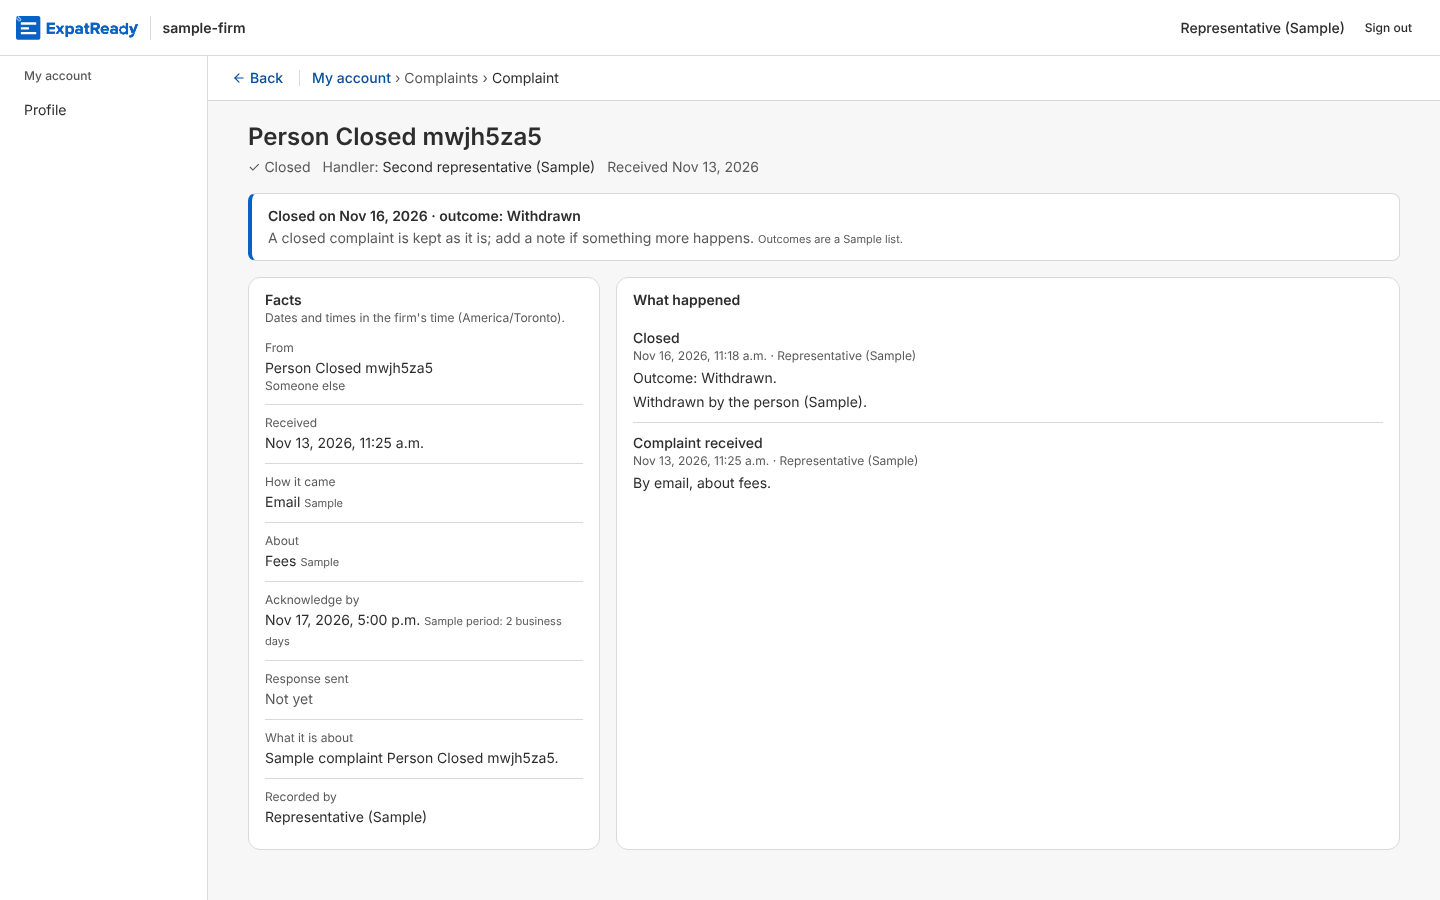 ExpatReady
sample-firm
Representative (Sample)
Sign out
My account
Profile
← Back
My account › Complaints › Complaint
Person Closed mwjh5za5
✓ Closed Handler: Second representative (Sample) Received Nov 13, 2026
Closed on Nov 16, 2026 · outcome: Withdrawn
A closed complaint is kept as it is; add a note if something more happens. Outcomes are a Sample list.
Facts
Dates and times in the firm's time (America/Toronto).
From
Person Closed mwjh5za5
Someone else
Received
Nov 13, 2026, 11:25 a.m.
How it came
Email Sample
About
Fees Sample
Acknowledge by
Nov 17, 2026, 5:00 p.m. Sample period: 2 business
days
Response sent
Not yet
What it is about
Sample complaint Person Closed mwjh5za5.
Recorded by
Representative (Sample)
What happened
Closed
Nov 16, 2026, 11:18 a.m. · Representative (Sample)
Outcome: Withdrawn.
Withdrawn by the person (Sample).
Complaint received
Nov 13, 2026, 11:25 a.m. · Representative (Sample)
By email, about fees.